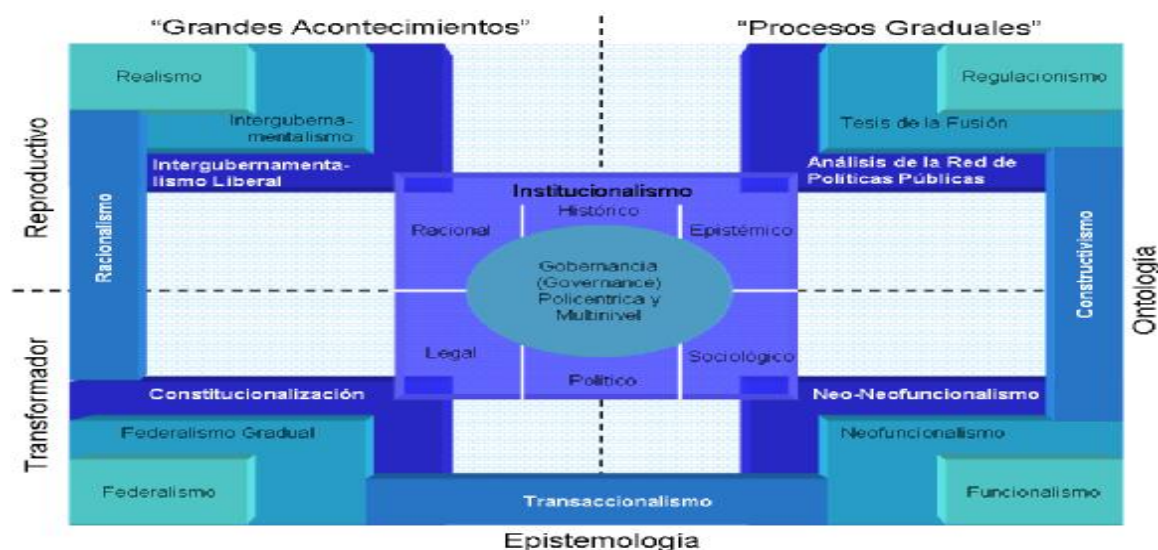 “Grandes Acontecimientos”
“Procesos Graduales”
Realismo
Regulacionismo
Interguberna-
mentalismo
Tesis de la Fusión
Intergubernamenta-
lismo Liberal
Análisis de la Red de
Políticas Públicas
Reproductivo
Racionalismo
Institucionalismo
Histórico
Racional
Epistémico
Gobernancia
(Governance)
Policentrica y
Multinivel
Constructivismo
Ontología
Legal
Sociológico
Político
Transformador
Constitucionalización
Neo-Neofuncionalismo
Federalismo Gradual
Neofuncionalismo
Federalismo
Funcionalismo
Transaccionalismo
Epistemología